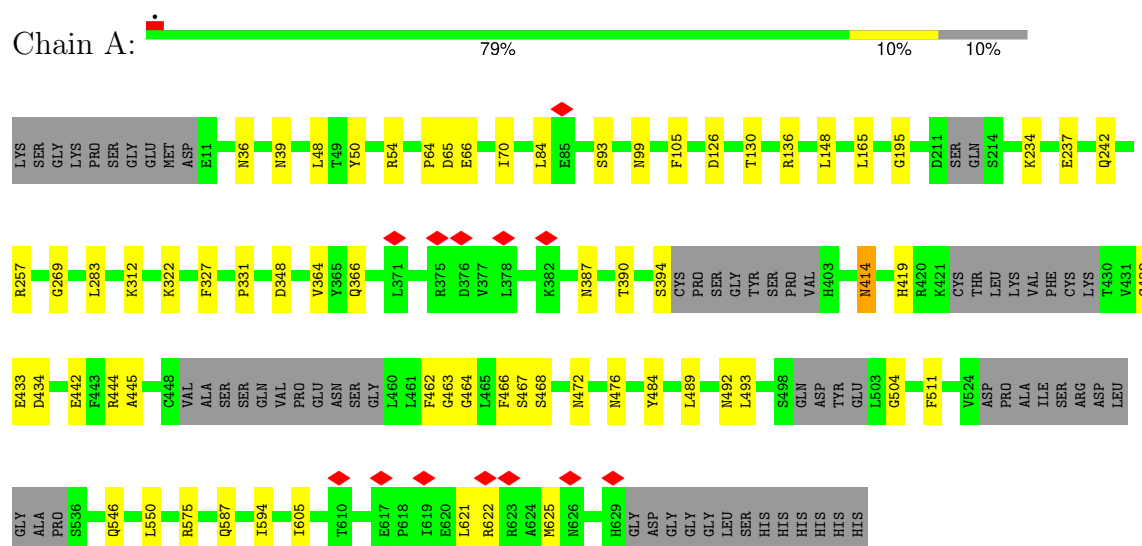 Chain A:
79% 10% 10%
LYS SER GLY LYS PRO SER GLY GLU MET ASP E11 N36 N39 L48 T49 Y50 R54 P64 D65 E66 I70 L84 E85 S93 N99 F105 D126 T130 R136 L148 L165 G195 D211 SER GLN S214 K234 E237 Q242
R257 G269 L283 K312 K322 F327 P331 D348 V364 Y365 Q366 L371 R375 D376 V377 L378 K382 N387 T390 S394 CYS PRO SER GLY TYR SER PRO VAL H403 N414 H419 R420 K421 CYS THR LEU LYS VAL PHE CYS LYS T430 V431
E433 D434 E442 F443 R444 A445 C448 VAL ALA SER SER GLN VAL PRO GLU ASN SER GLY L460 L461 F462 G463 G464 L465 F466 S467 S468 N472 N476 Y484 L489 N492 L493 S498 GLN ASP TYR GLU L503 G504 F511 V524 ASP PRO ALA ILE SER ARG ASP LEU
GLY ALA PRO S536 Q546 L550 R575 Q587 I594 I605 T610 E617 P618 I619 E620 L621 R622 R623 A624 M625 N626 H629 GLY ASP GLY GLY GLY LEU SER HIS HIS HIS HIS HIS HIS